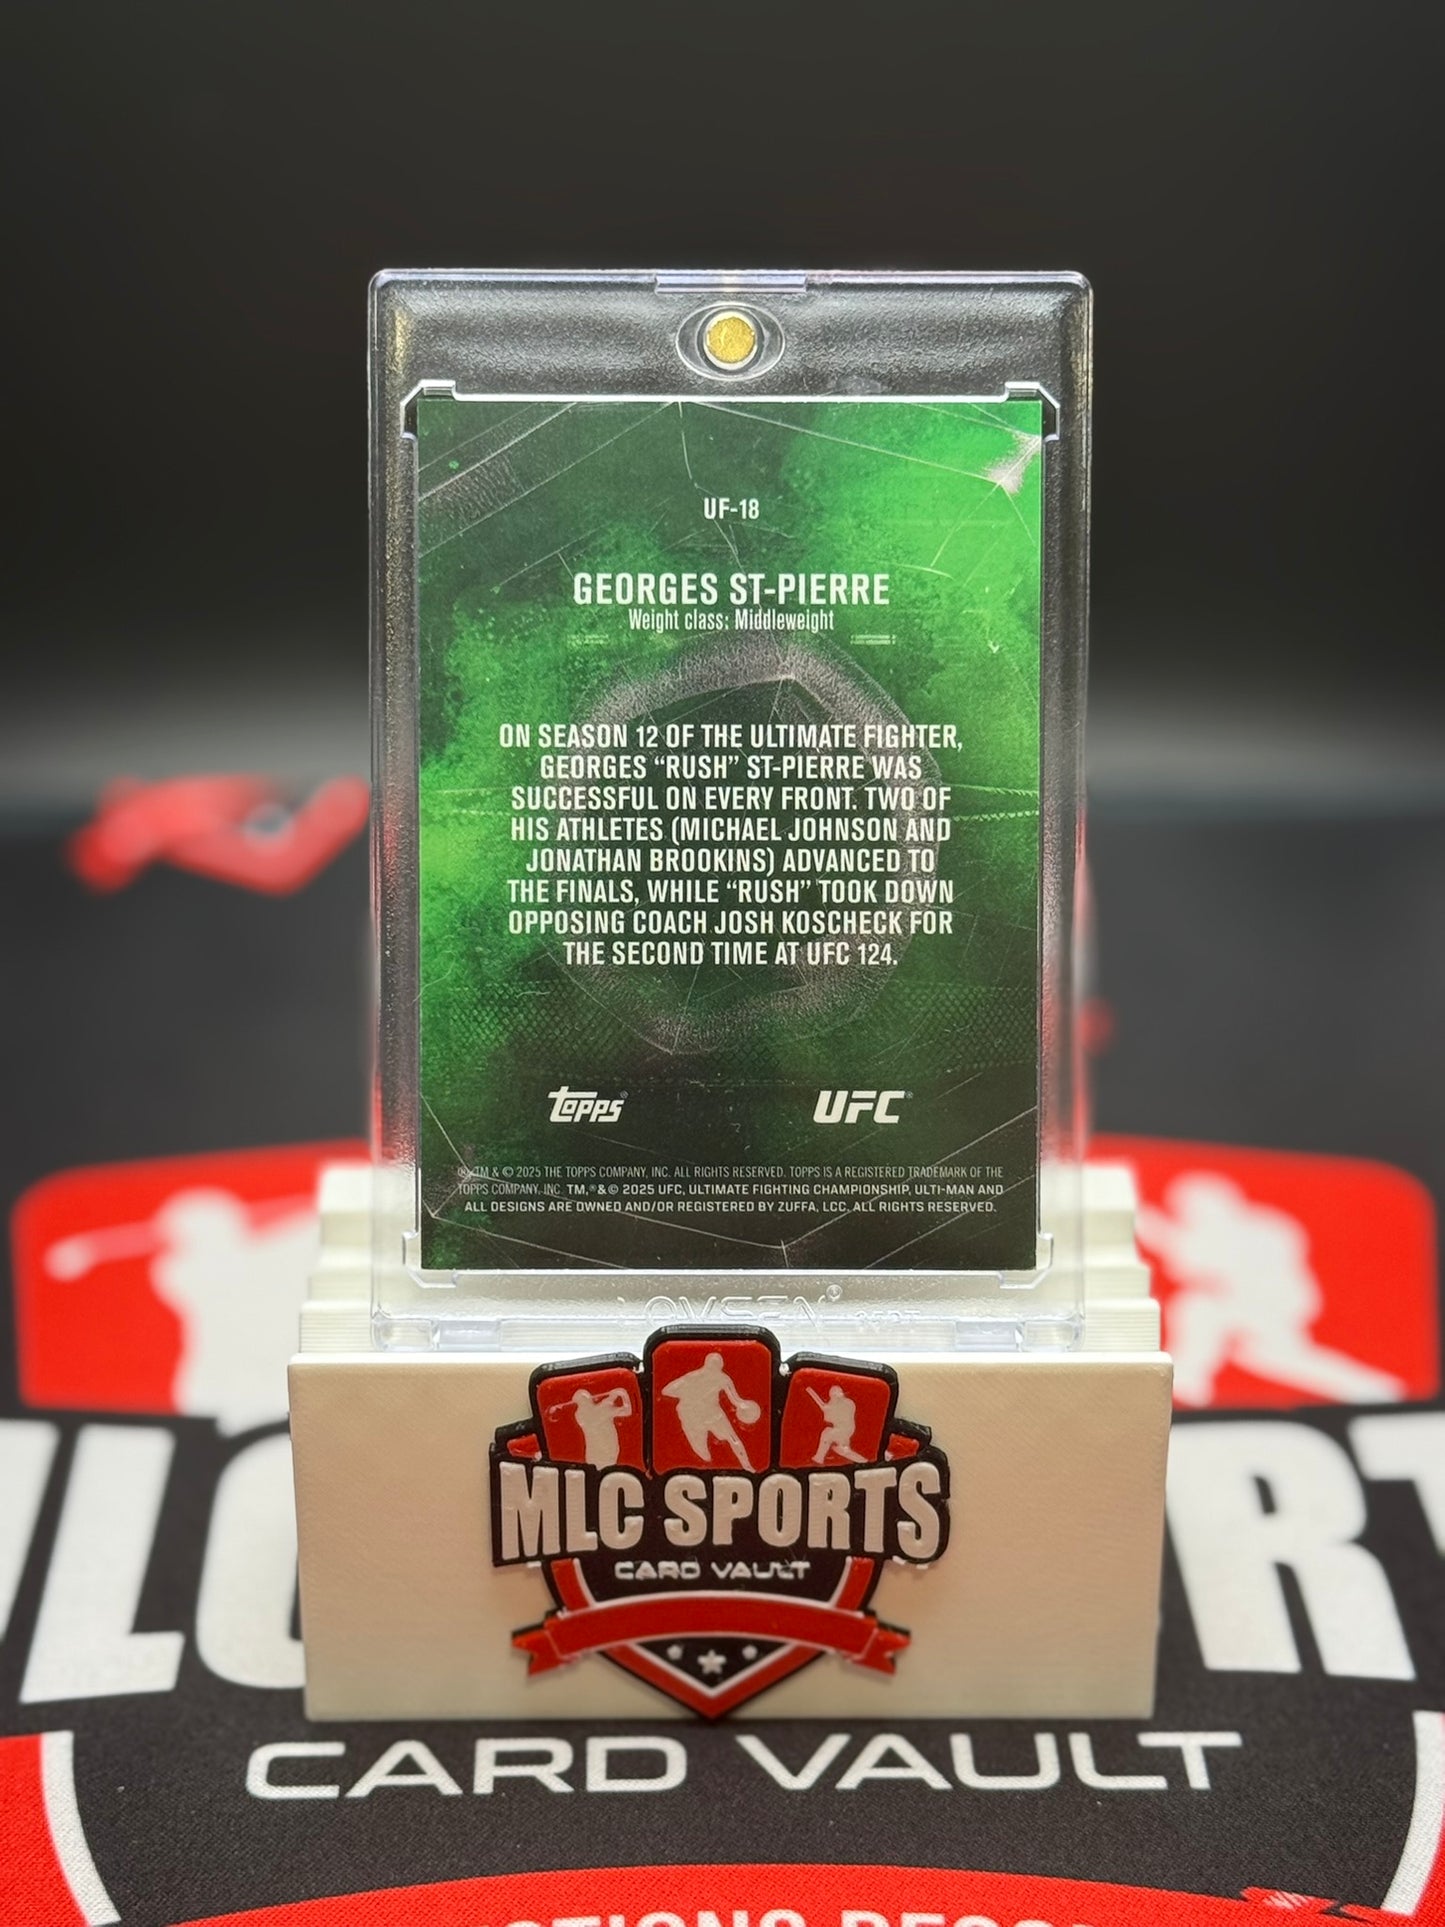 UF-18
GEORGES ST-PIERRE
Weight class: Middleweight
ON SEASON 12 OF THE ULTIMATE FIGHTER,
GEORGES “RUSH” ST-PIERRE WAS
SUCCESSFUL ON EVERY FRONT. TWO OF
HIS ATHLETES (MICHAEL JOHNSON AND
JONATHAN BROOKINS) ADVANCED TO
THE FINALS, WHILE “RUSH” TOOK DOWN
OPPOSING COACH JOSH KOSCHECK FOR
THE SECOND TIME AT UFC 124.
topps® UFC®
TM & © 2025 THE TOPPS COMPANY, INC. ALL RIGHTS RESERVED. TOPPS IS A REGISTERED TRADEMARK OF THE
TOPPS COMPANY, INC. TM,®&© 2025 UFC, ULTIMATE FIGHTING CHAMPIONSHIP, ULTI-MAN AND
ALL DESIGNS ARE OWNED AND/OR REGISTERED BY ZUFFA, LCC. ALL RIGHTS RESERVED.
MLC SPORTS
CARD VAULT
CARD VAULT